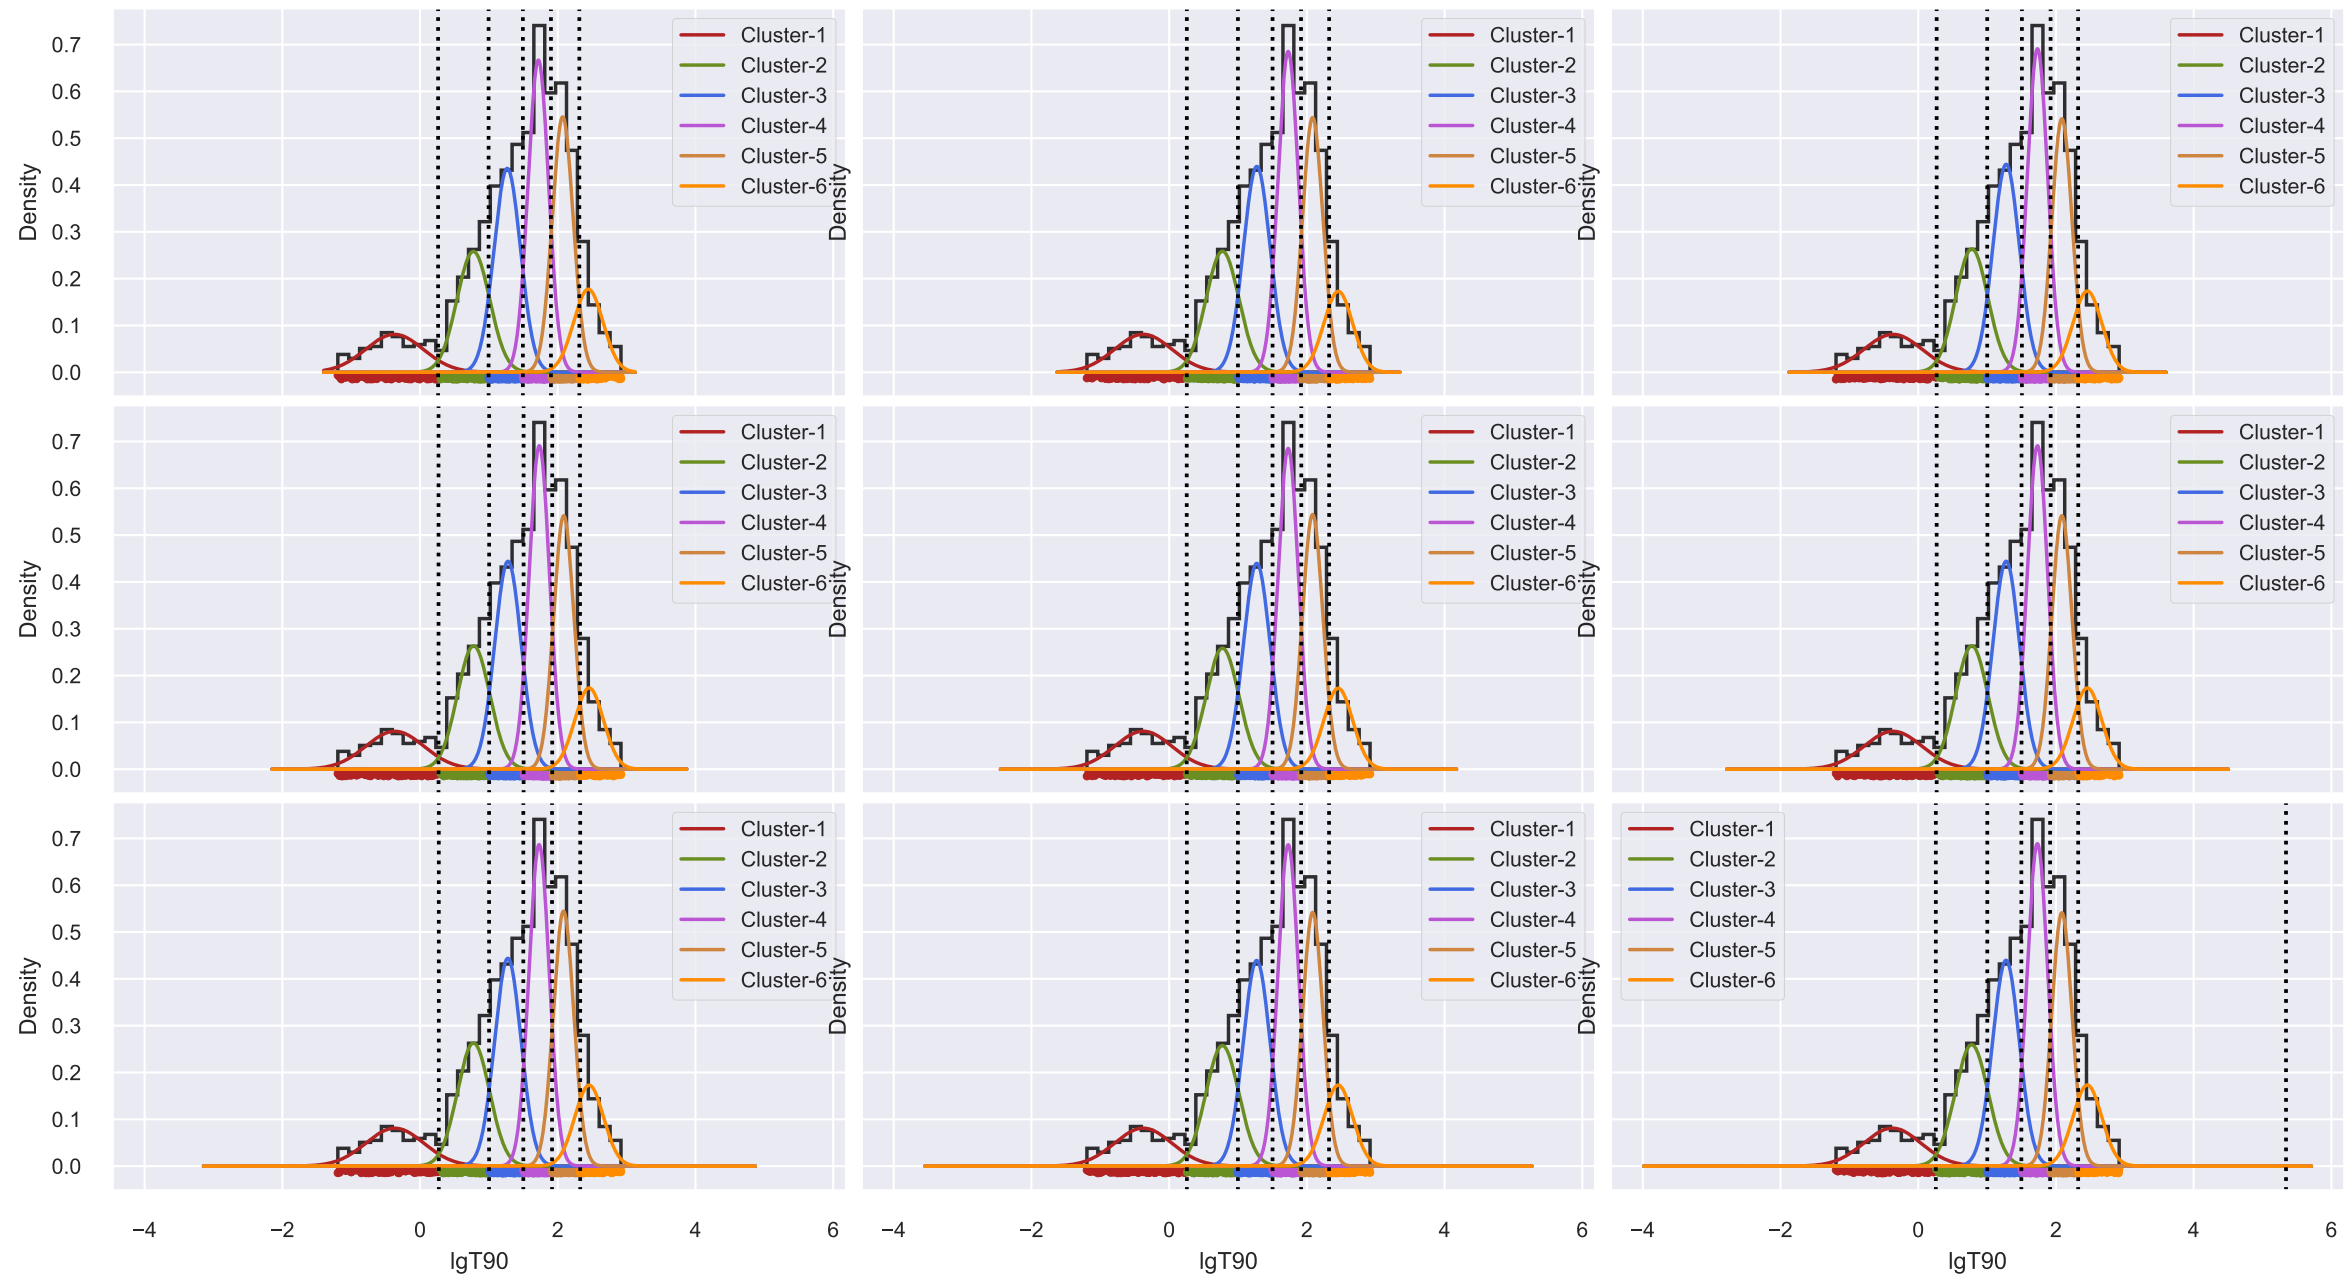 0.7
0.6
0.5
0.4
0.3
0.2
0.1
0.0
Density
Cluster-1
Cluster-2
Cluster-3
Cluster-4
Cluster-5
Cluster-6
Density
Cluster-1
Cluster-2
Cluster-3
Cluster-4
Cluster-5
Cluster-6
Density
Cluster-1
Cluster-2
Cluster-3
Cluster-4
Cluster-5
Cluster-6
0.7
0.6
0.5
0.4
0.3
0.2
0.1
0.0
Density
Cluster-1
Cluster-2
Cluster-3
Cluster-4
Cluster-5
Cluster-6
Density
Cluster-1
Cluster-2
Cluster-3
Cluster-4
Cluster-5
Cluster-6
Density
Cluster-1
Cluster-2
Cluster-3
Cluster-4
Cluster-5
Cluster-6
0.7
0.6
0.5
0.4
0.3
0.2
0.1
0.0
Density
Cluster-1
Cluster-2
Cluster-3
Cluster-4
Cluster-5
Cluster-6
Density
Cluster-1
Cluster-2
Cluster-3
Cluster-4
Cluster-5
Cluster-6
Density
Cluster-1
Cluster-2
Cluster-3
Cluster-4
Cluster-5
Cluster-6
−4 −2 0 2 4 6
lgT90
−4 −2 0 2 4 6
lgT90
−4 −2 0 2 4 6
lgT90